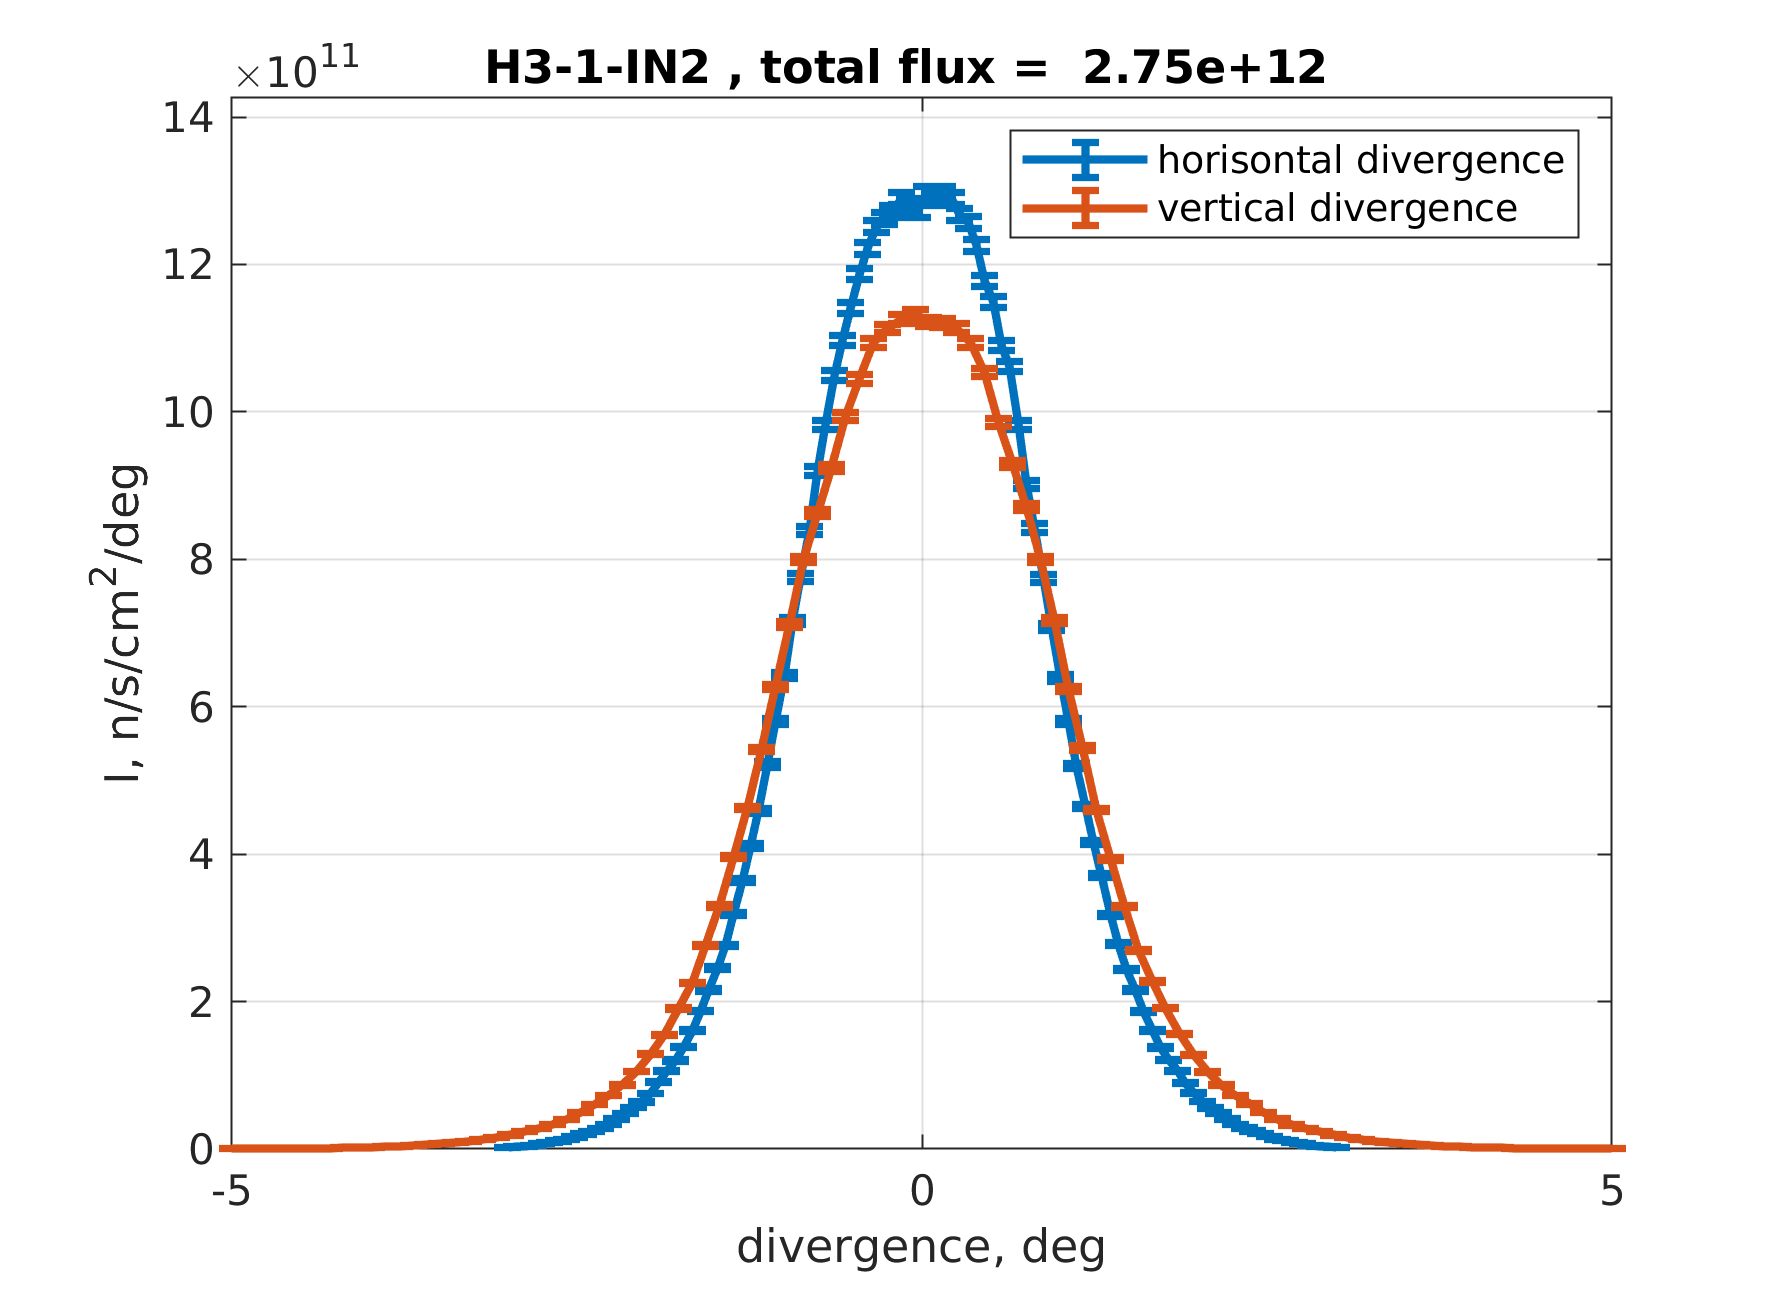 ×10^11
H3-1-IN2 , total flux =  2.75e+12
horisontal divergence
vertical divergence
14
12
10
8
6
4
2
0
I, n/s/cm^2/deg
-5
0
5
divergence, deg